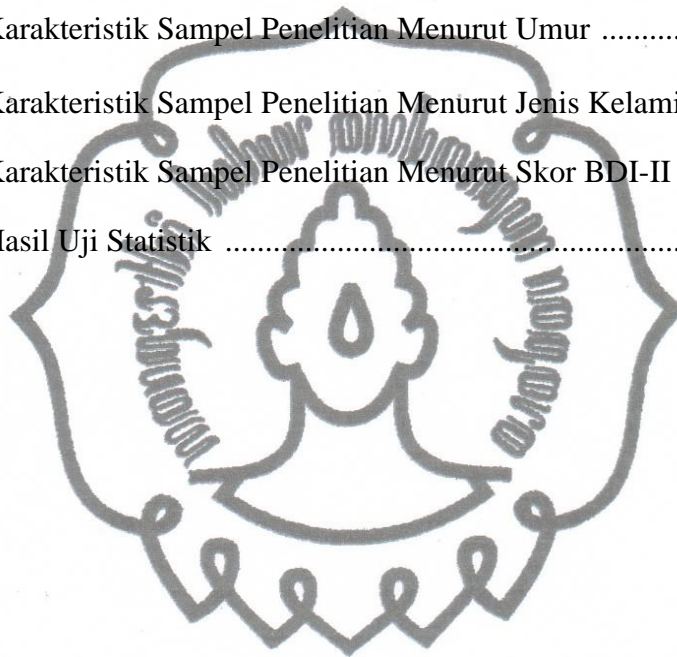 Karakteristik Sampel Penelitian Menurut Umur ..........
Karakteristik Sampel Penelitian Menurut Jenis Kelami
Karakteristik Sampel Penelitian Menurut Skor BDI-II
Hasil Uji Statistik ..........................................................